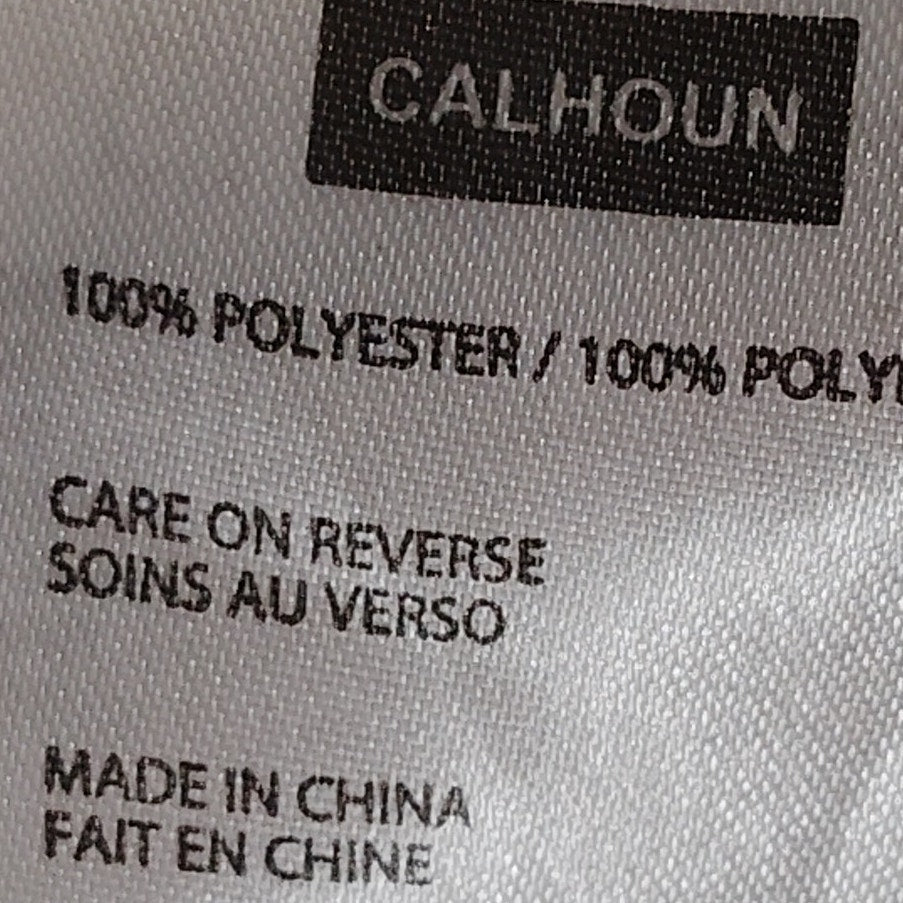 CALHOUN
100% POLYESTER / 100% POLY
CARE ON REVERSE
SOINS AU VERSO
MADE IN CHINA
FAIT EN CHINE